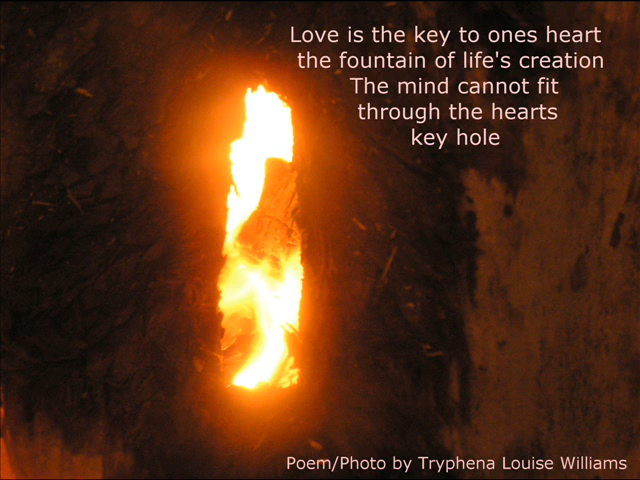 Love is the key to ones heart
the fountain of life's creation
The mind cannot fit
through the hearts
key hole
Poem/Photo by Tryphena Louise Williams